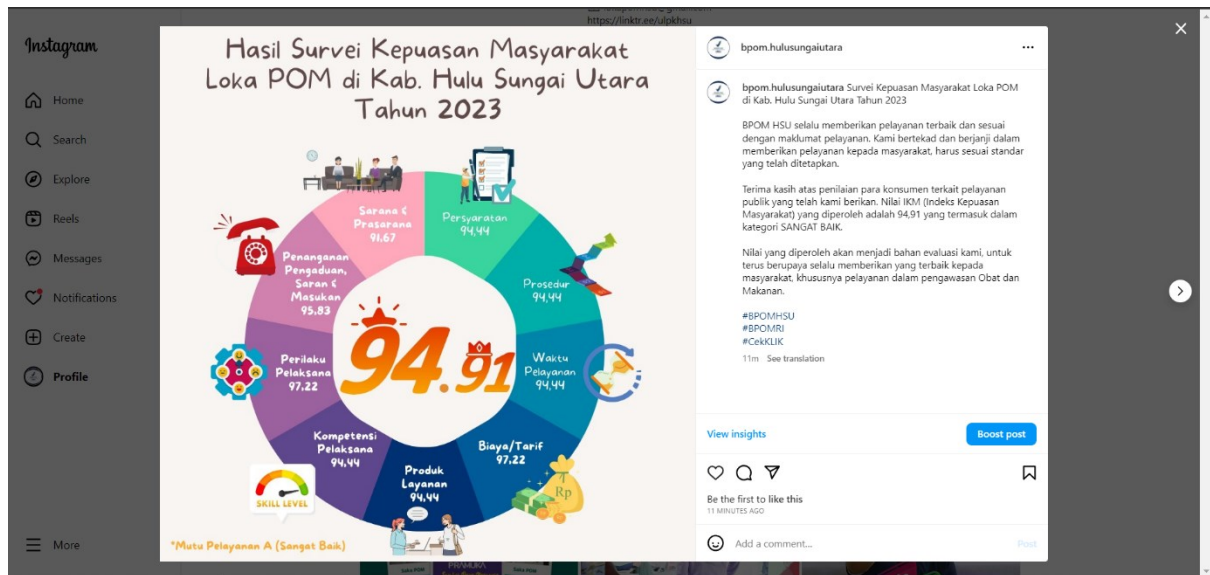 https://linktr.ee/ulpkhsu
Instagram
Home
Search
Explore
Reels
Messages
Notifications
Create
Profile
More
Hasil Survei Kepuasan Masyarakat
Loka POM di Kab. Hulu Sungai Utara
Tahun 2023
Sarana &
Prasarana
91,67
Persyaratan
94,44
Penanganan
Pengaduan,
Saran &
Masukan
95,83
Prosedur
94,44
Perilaku
Pelaksana
97,22
94.91
Waktu
Pelayanan
94,44
Kompetensi
Pelaksana
94,44
Biaya/Tarif
97,22
Produk
Layanan
94,44
SKILL LEVEL
Rp
*Mutu Pelayanan A (Sangat Baik)
bpom.hulusungaiutara
bpom.hulusungaiutara Survei Kepuasan Masyarakat Loka POM
di Kab. Hulu Sungai Utara Tahun 2023
BPOM HSU selalu memberikan pelayanan terbaik dan sesuai
dengan maklumat pelayanan. Kami bertekad dan berjanji dalam
memberikan pelayanan kepada masyarakat, harus sesuai standar
yang telah ditetapkan.
Terima kasih atas penilaian para konsumen terkait pelayanan
publik yang telah kami berikan. Nilai IKM (Indeks Kepuasan
Masyarakat) yang diperoleh adalah 94,91 yang termasuk dalam
kategori SANGAT BAIK.
Nilai yang diperoleh akan menjadi bahan evaluasi kami, untuk
terus berupaya selalu memberikan yang terbaik kepada
masyarakat, khususnya pelayanan dalam pengawasan Obat dan
Makanan.
#BPOMHSU
#BPOMRI
#CekKLIK
11m See translation
View insights
Boost post
Be the first to like this
11 MINUTES AGO
Add a comment...
Post
PRAMUKA